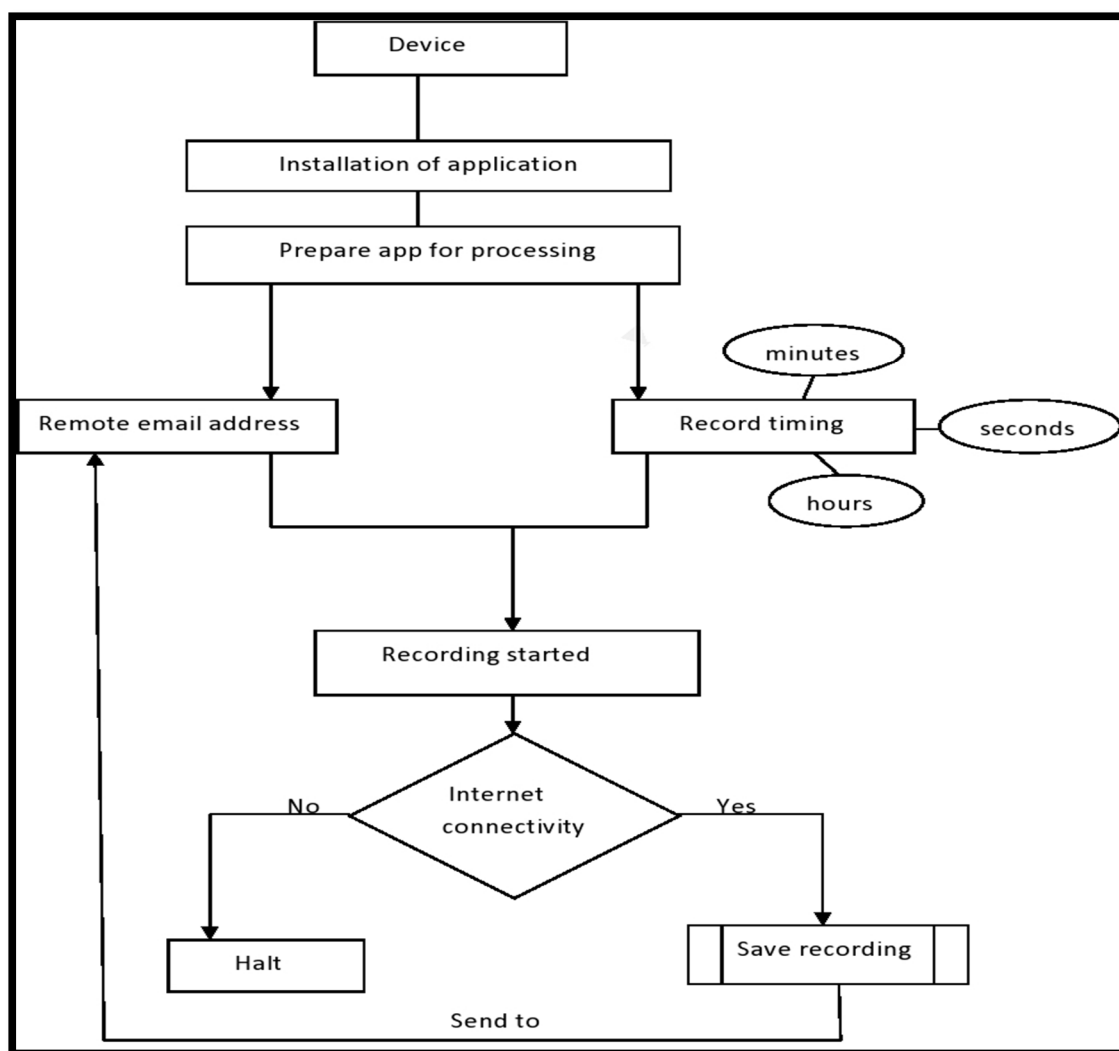 Device
Installation of application
Prepare app for processing
minutes
Remote email address
Record timing
seconds
hours
Recording started
Internet
connectivity
No
Yes
Halt
Save recording
Send to